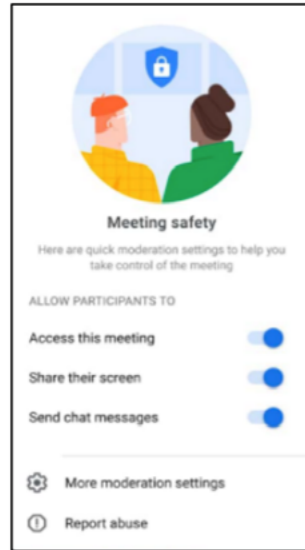 Meeting safety
Here are quick moderation settings to help you
take control of the meeting
ALLOW PARTICIPANTS TO
Access this meeting
Share their screen
Send chat messages
More moderation settings
Report abuse